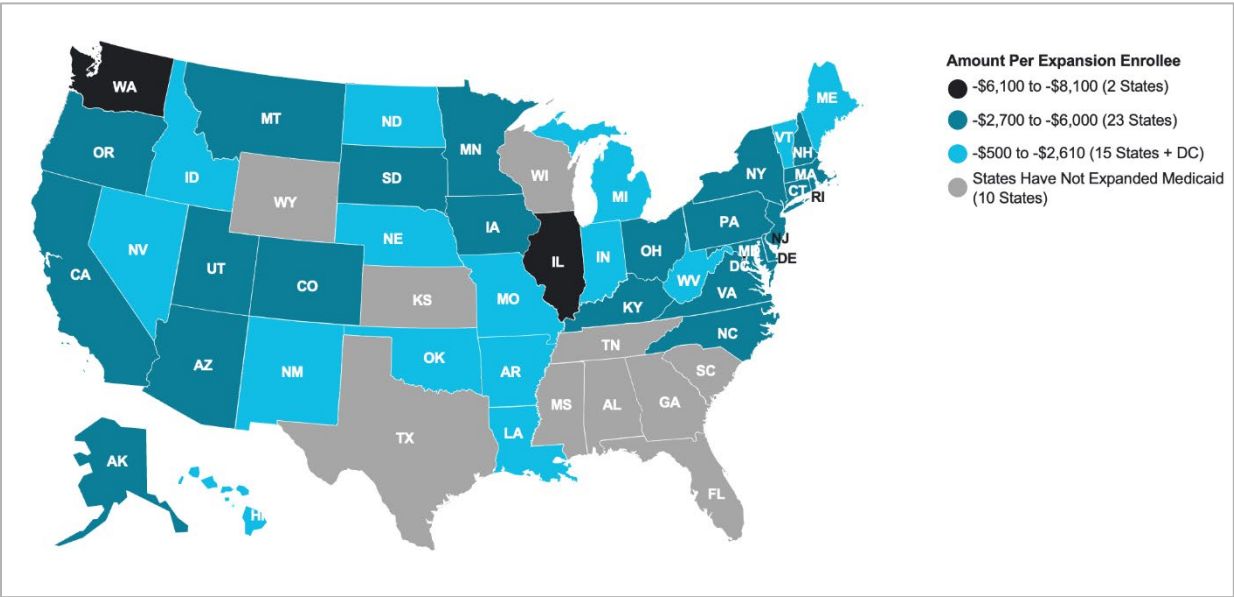 Amount Per Expansion Enrollee
-$6,100 to -$8,100 (2 States)
-$2,700 to -$6,000 (23 States)
-$500 to -$2,610 (15 States + DC)
States Have Not Expanded Medicaid
(10 States)
WA
MT
ND
MN
ME
VT
NH
OR
ID
SD
WI
NY
MA
CT
RI
WY
MI
IA
PA
NE
NV
IL
IN
OH
NJ
MD
DE
DC
UT
CO
CA
KS
MO
WV
VA
KY
NC
TN
AZ
NM
OK
AR
SC
MS
AL
GA
TX
LA
AK
FL
HI